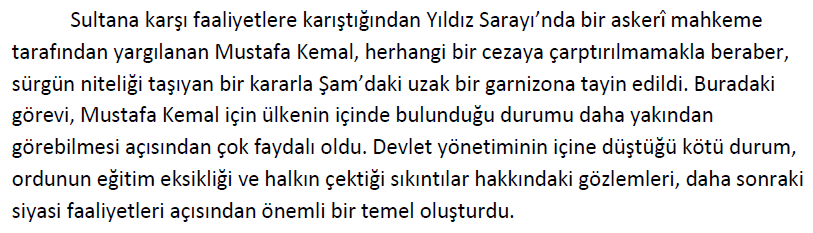 Sultana karşı faaliyetlere karıştığından Yıldız Sarayı’nda bir askerî mahkeme
tarafından yargılanan Mustafa Kemal, herhangi bir cezaya çarptırılmamakla beraber,
sürgün niteliği taşıyan bir kararla Şam’daki uzak bir garnizona tayin edildi. Buradaki
görevi, Mustafa Kemal için ülkenin içinde bulunduğu durumu daha yakından
görebilmesi açısından çok faydalı oldu. Devlet yönetiminin içine düştüğü kötü durum,
ordunun eğitim eksikliği ve halkın çektiği sıkıntılar hakkındaki gözlemleri, daha sonraki
siyasi faaliyetleri açısından önemli bir temel oluşturdu.